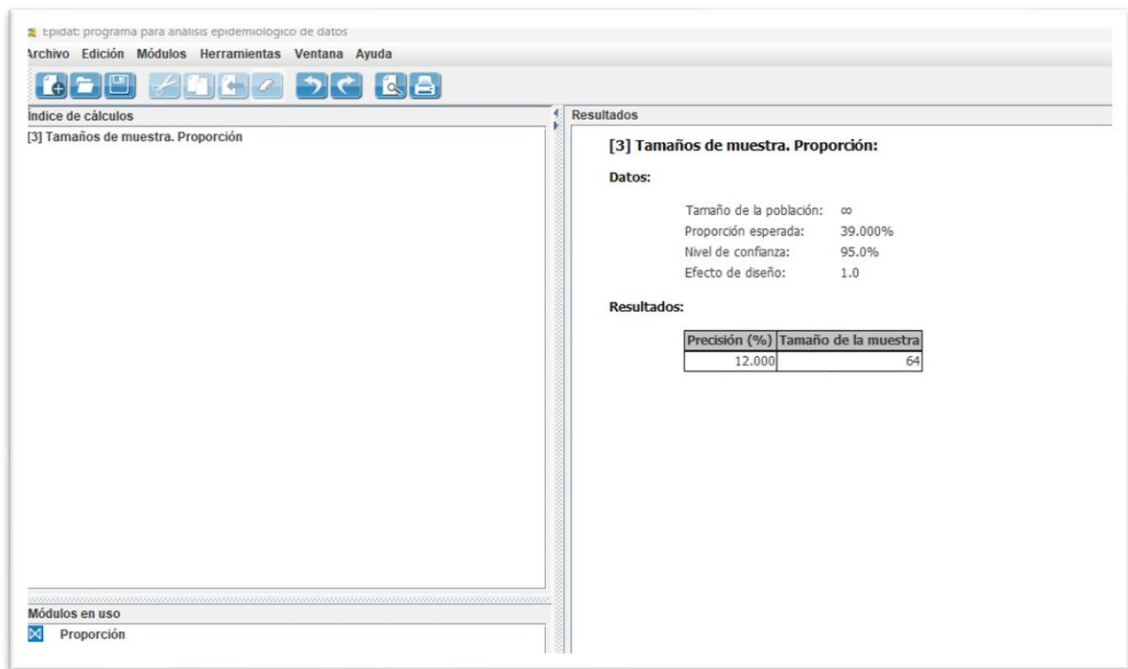 Epidat: programa para análisis epidemiológico de datos
Archivo Edición Módulos Herramientas Ventana Ayuda
Índice de cálculos
[3] Tamaños de muestra. Proporción
Resultados
[3] Tamaños de muestra. Proporción:
Datos:
Tamaño de la población: ∞
Proporción esperada: 39.000%
Nivel de confianza: 95.0%
Efecto de diseño: 1.0
Resultados:
Precisión (%) Tamaño de la muestra
12.000 64
Módulos en uso
Proporción